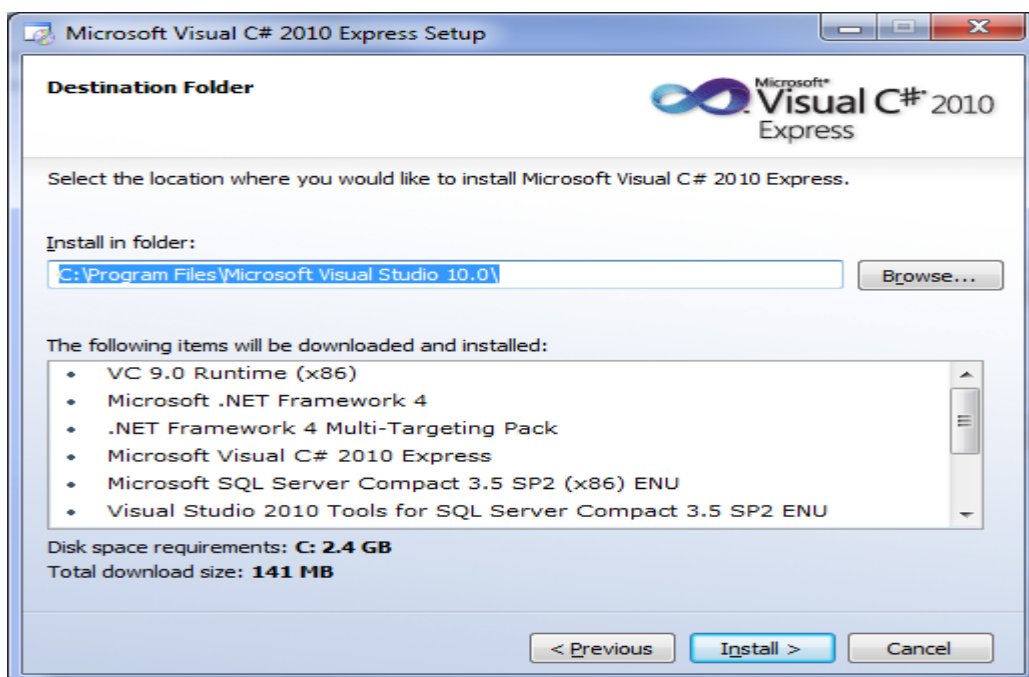 Microsoft Visual C# 2010 Express Setup
Destination Folder
Microsoft®
Visual C#® 2010
Express
Select the location where you would like to install Microsoft Visual C# 2010 Express.
Install in folder:
C:\Program Files\Microsoft Visual Studio 10.0\
Browse...
The following items will be downloaded and installed:
• VC 9.0 Runtime (x86)
• Microsoft .NET Framework 4
• .NET Framework 4 Multi-Targeting Pack
• Microsoft Visual C# 2010 Express
• Microsoft SQL Server Compact 3.5 SP2 (x86) ENU
• Visual Studio 2010 Tools for SQL Server Compact 3.5 SP2 ENU
Disk space requirements: C: 2.4 GB
Total download size: 141 MB
< Previous
Install >
Cancel